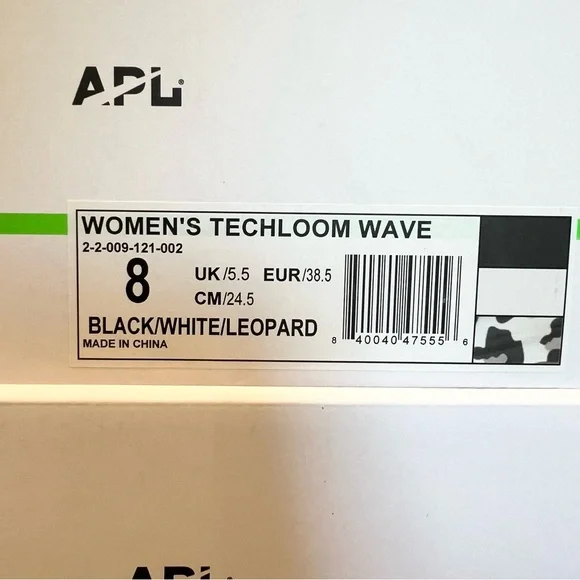 APL®
WOMEN'S TECHLOOM WAVE
2-2-009-121-002
8
UK/5.5 EUR/38.5
CM/24.5
BLACK/WHITE/LEOPARD
MADE IN CHINA
8 40040 47555 6
APL